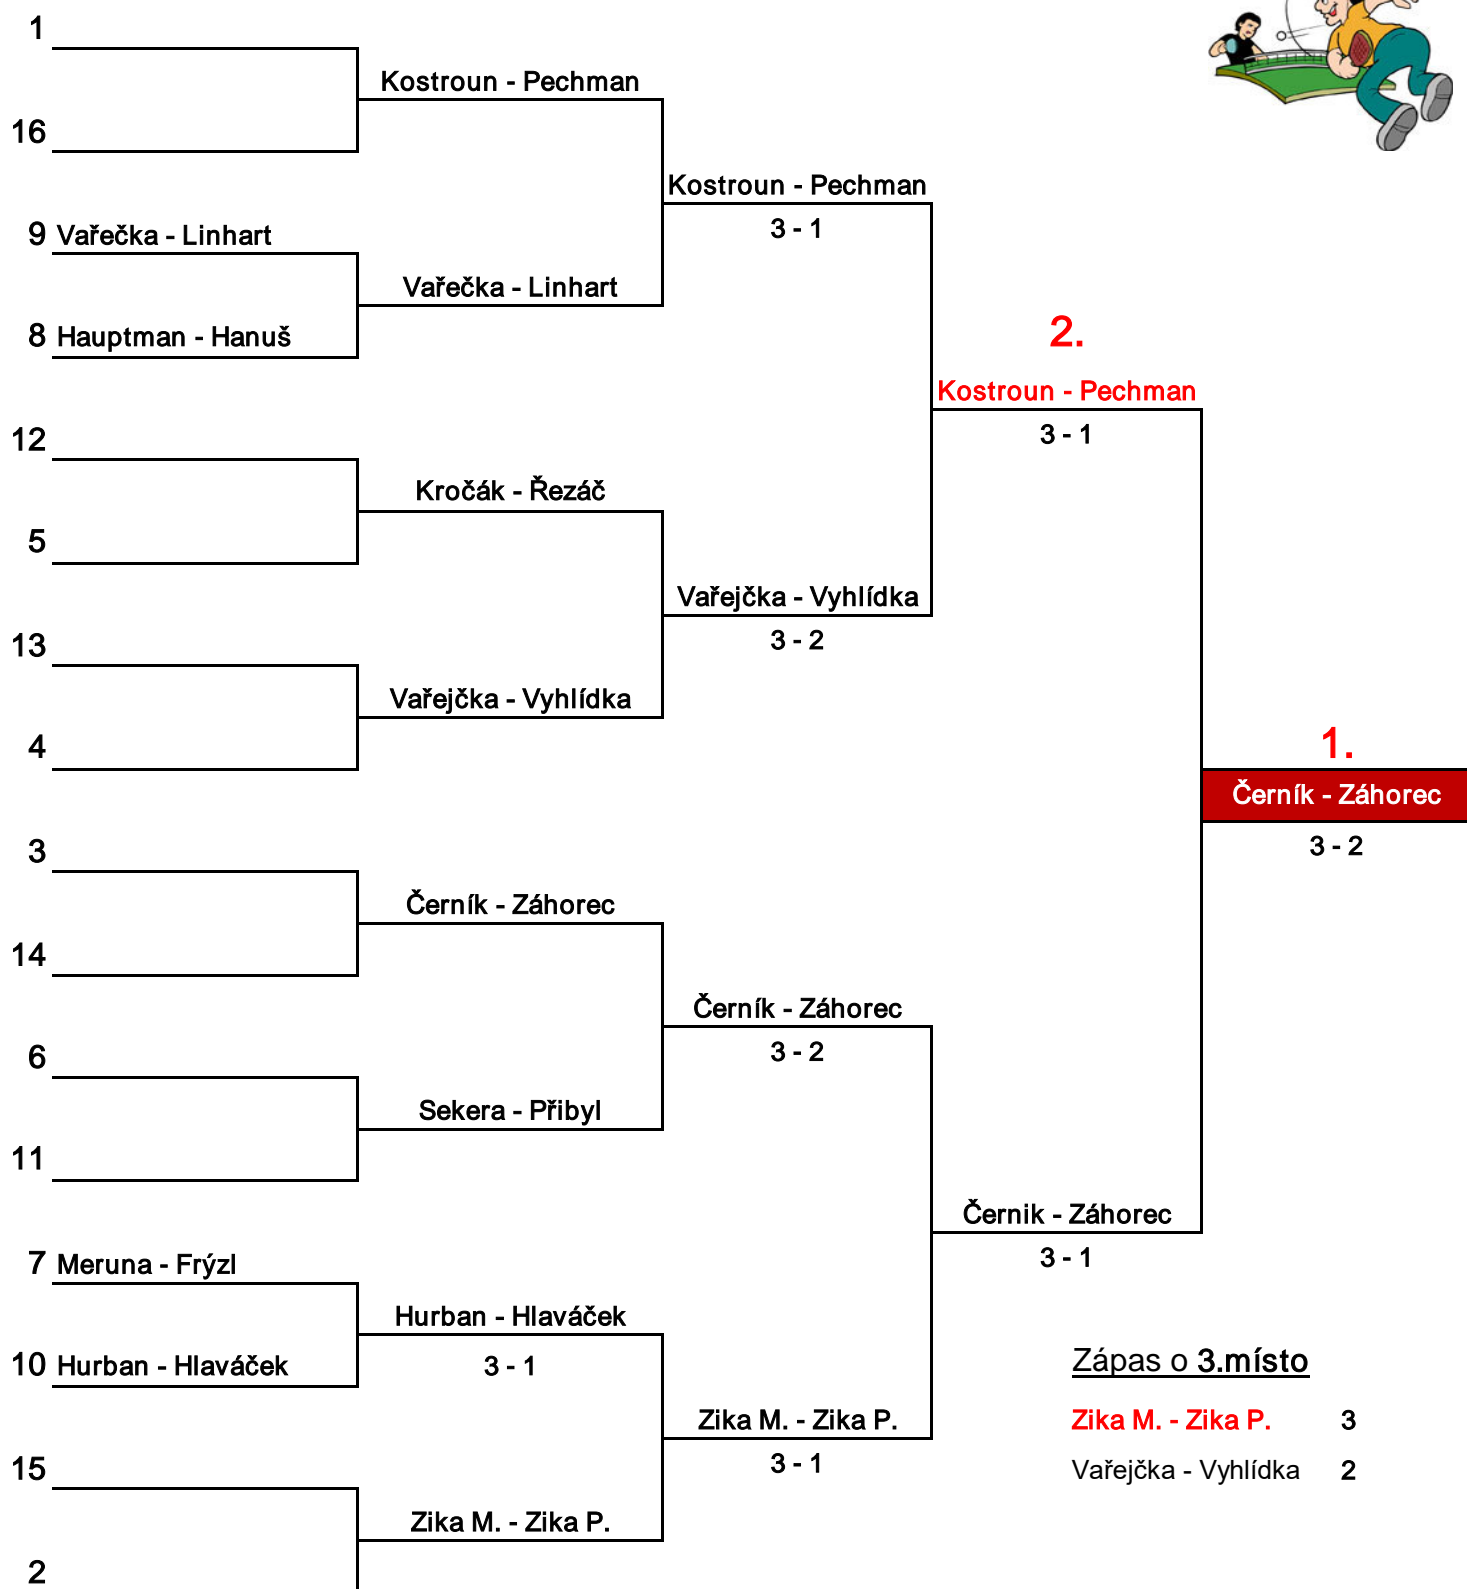 1
Kostroun - Pechman
16
Kostroun - Pechman
3 - 1
9 Vařečka - Linhart
Vařečka - Linhart
8 Hauptman - Hanuš
2.
Kostroun - Pechman
3 - 1
12
Kročák - Řezáč
5
Vařejčka - Vyhlídka
3 - 2
13
Vařejčka - Vyhlídka
4
1.
Černík - Záhorec
3 - 2
3
Černík - Záhorec
14
Černík - Záhorec
3 - 2
6
Sekera - Přibyl
11
Černik - Záhorec
3 - 1
7 Meruna - Frýzl
Hurban - Hlaváček
3 - 1
10 Hurban - Hlaváček
Zika M. - Zika P.
3 - 1
15
Zika M. - Zika P.
2
Zápas o 3.místo
Zika M. - Zika P. 3
Vařejčka - Vyhlídka 2